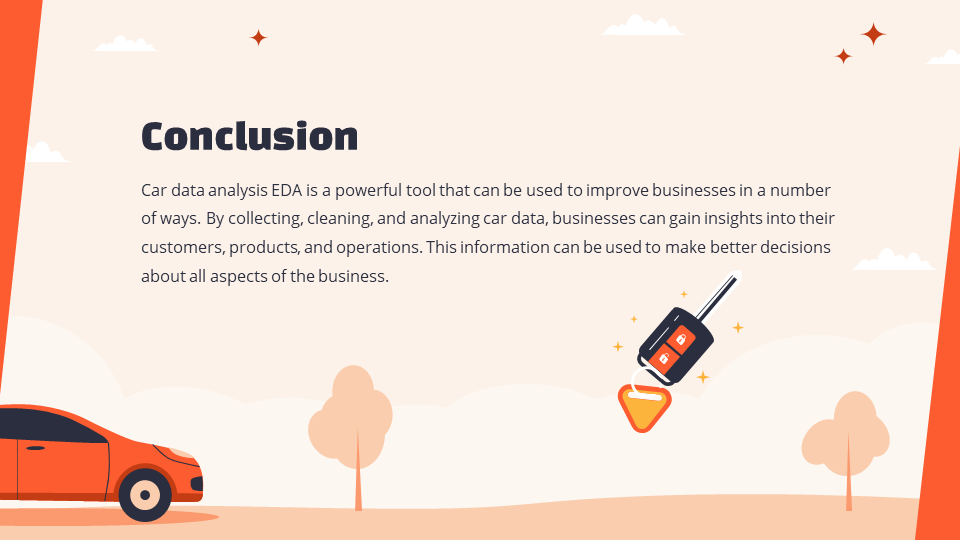 Conclusion
Car data analysis EDA is a powerful tool that can be used to improve businesses in a number
of ways. By collecting, cleaning, and analyzing car data, businesses can gain insights into their
customers, products, and operations. This information can be used to make better decisions
about all aspects of the business.